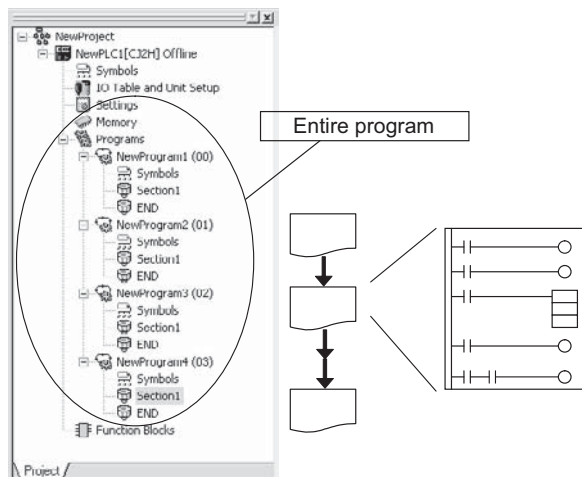 NewProject
NewPLC1[CJ2H] Offline
Symbols
IO Table and Unit Setup
Settings
Memory
Programs
NewProgram1 (00)
Symbols
Section1
END
NewProgram2 (01)
Symbols
Section1
END
NewProgram3 (02)
Symbols
Section1
END
NewProgram4 (03)
Symbols
Section1
END
Function Blocks
Project
Entire program